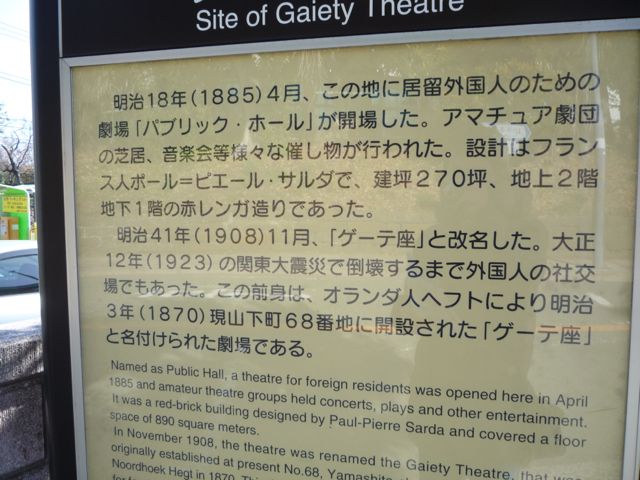 Site of Gaiety Theatre
明治18年(1885)4月、この地に居留外国人のための
劇場「パブリック・ホール」が開場した。アマチュア劇団
の芝居、音楽会等様々な催し物が行われた。設計はフラン
ス人ポール=ピエール・サルダで、建坪270坪、地上2階
地下1階の赤レンガ造りであった。
明治41年(1908)11月、「ゲーテ座」と改名した。大正
12年(1923)の関東大震災で倒壊するまで外国人の社交
場でもあった。この前身は、オランダ人ヘフトにより明治
3年(1870)現山下町68番地に開設された「ゲーテ座」
と名付けられた劇場である。
Named as Public Hall, a theatre for foreign residents was opened here in April
1885 and amateur theatre groups held concerts, plays and other entertainment.
It was a red-brick building designed by Paul-Pierre Sarda and covered a floor
space of 890 square meters.
In November 1908, the theatre was renamed the Gaiety Theatre, that was
originally established at present No.68, Yamashita
Noordhoek Hegt in 1870.